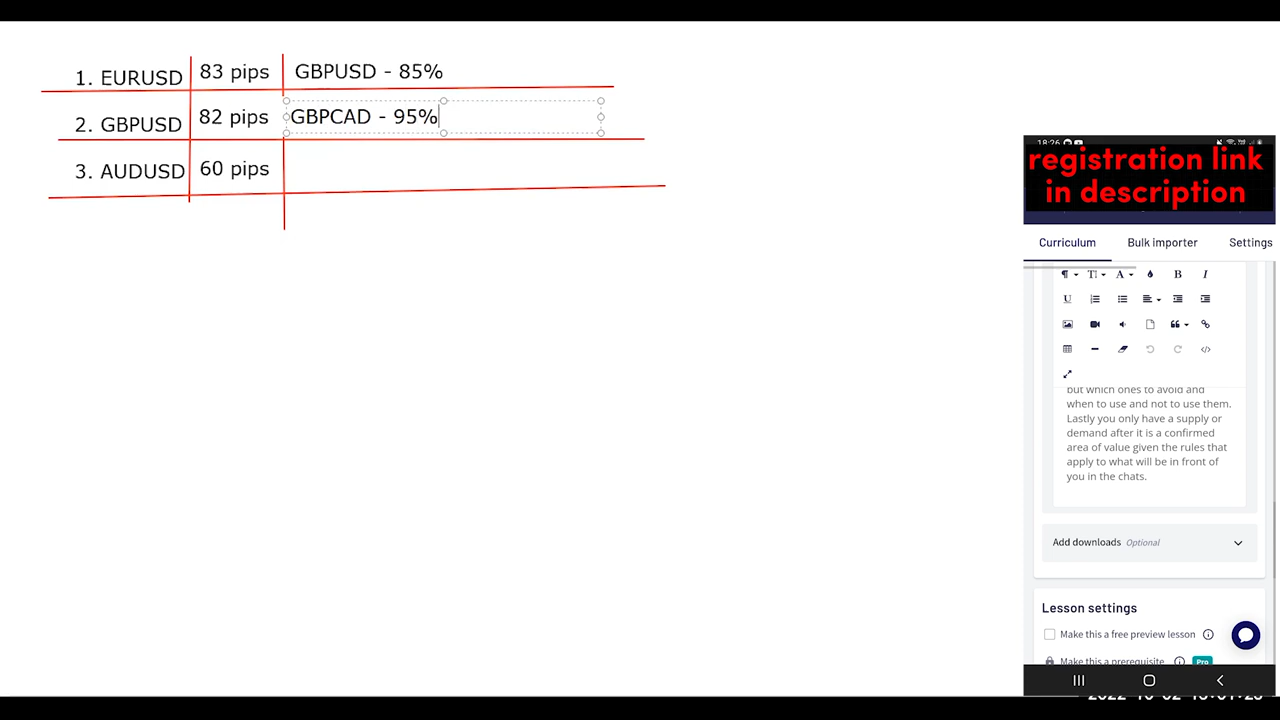 1. EURUSD 83 pips GBPUSD - 85%
2. GBPUSD 82 pips GBPCAD - 95%
3. AUDUSD 60 pips
18:26
registration link
in description
Curriculum Bulk importer Settings
but which ones to avoid and
when to use and not to use them.
Lastly you only have a supply or
demand after it is a confirmed
area of value given the rules that
apply to what will be in front of
you in the chats.
Add downloads Optional
Lesson settings
Make this a free preview lesson
Make this a prerequisite Pro